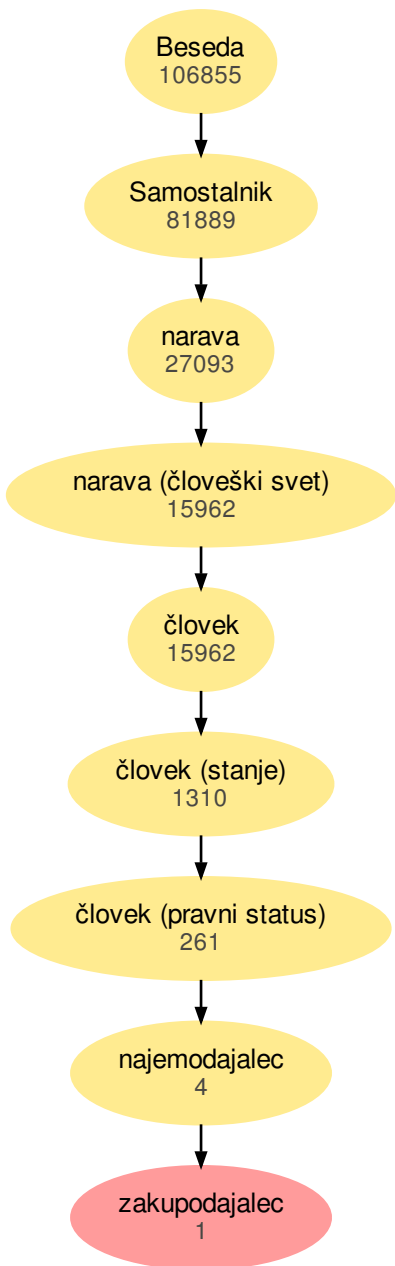 Beseda
106855
Samostalnik
81889
narava
27093
narava (človeški svet)
15962
človek
15962
človek (stanje)
1310
človek (pravni status)
261
najemodajalec
4
zakupodajalec
1